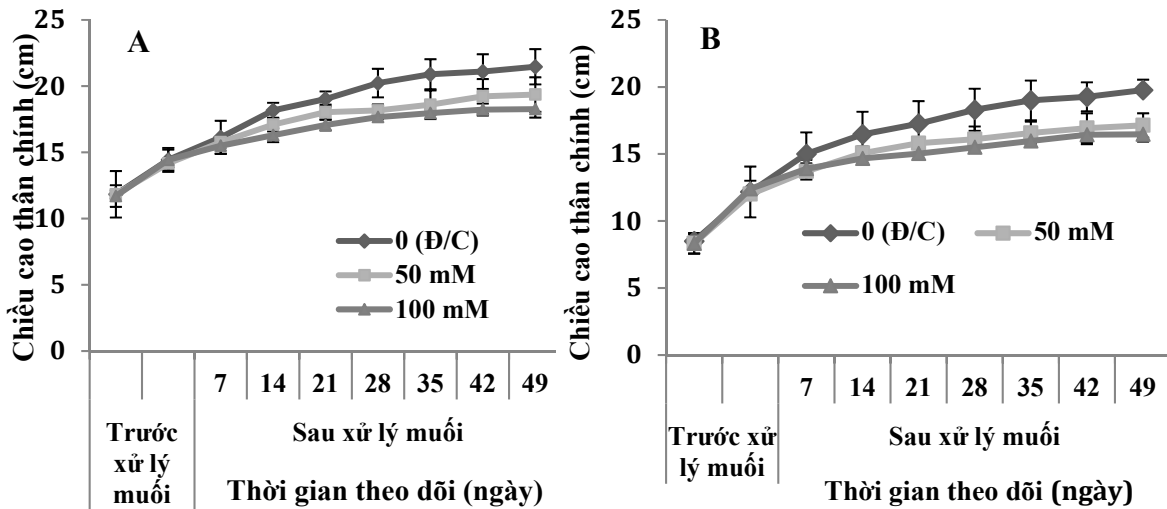 A
Chiều cao thân chính (cm)
25
20
15
10
5
0
0 (Đ/C)
50 mM
100 mM
7 14 21 28 35 42 49
Trước
xử lý
muối
Sau xử lý muối
Thời gian theo dõi (ngày)
B
Chiều cao thân chính (cm)
25
20
15
10
5
0
0 (Đ/C)
50 mM
100 mM
7 14 21 28 35 42 49
Trước xử
lý muối
Sau xử lý muối
Thời gian theo dõi (ngày)